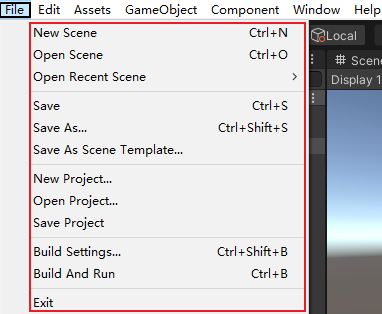 File Edit Assets GameObject Component Window Help
New Scene Ctrl+N
Open Scene Ctrl+O
Open Recent Scene >
Save Ctrl+S
Save As... Ctrl+Shift+S
Save As Scene Template...
New Project...
Open Project...
Save Project
Build Settings... Ctrl+Shift+B
Build And Run Ctrl+B
Exit
Local
Scene
Display 1